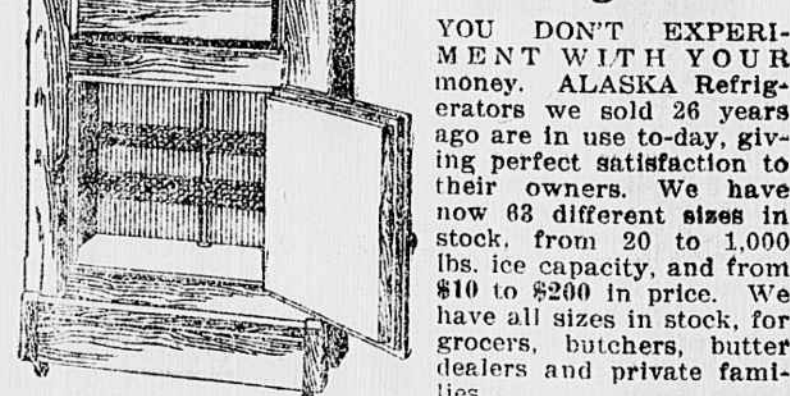 YOU DON'T EXPERI-
MENT WITH YOUR
money. ALASKA Refrig-
erators we sold 26 years
ago are in use to-day, giv-
ing perfect satisfaction to
their owners. We have
now 63 different sizes in
stock, from 20 to 1,000
lbs. ice capacity, and from
$10 to $200 in price. We
have all sizes in stock, for
grocers, butchers, butter
dealers and private fami-
lies